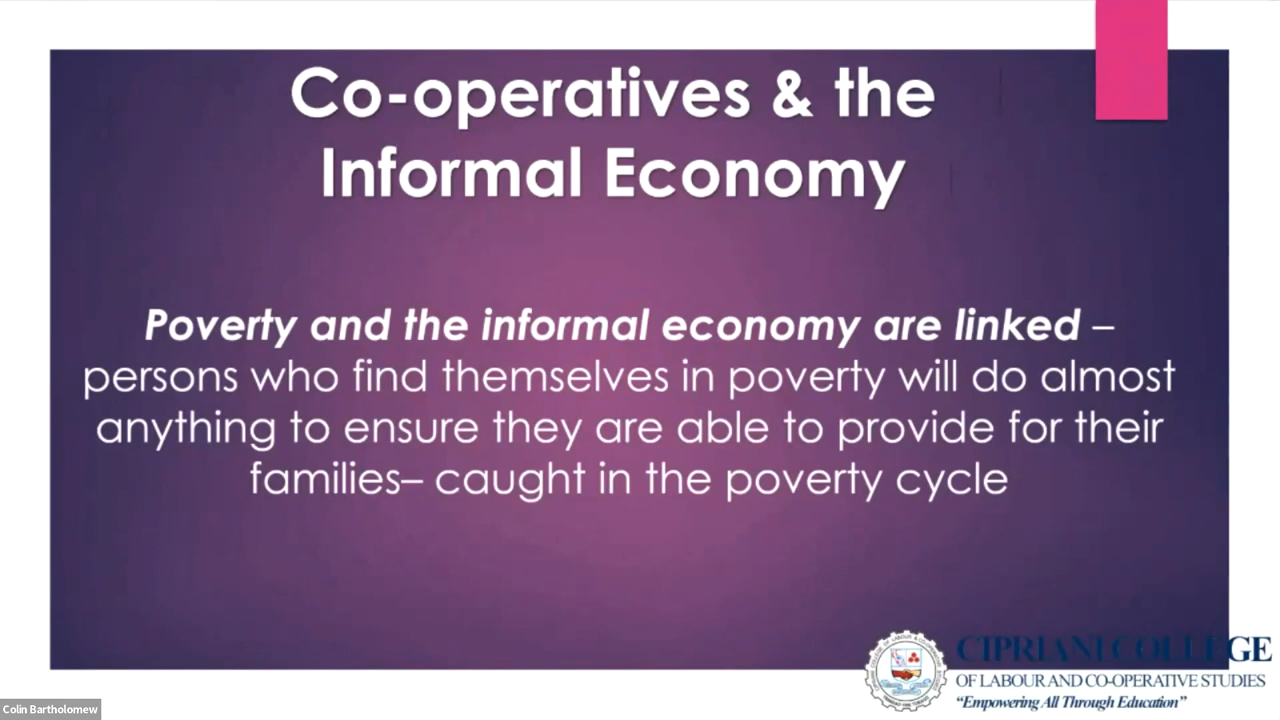 Co-operatives & the
Informal Economy
Poverty and the informal economy are linked –
persons who find themselves in poverty will do almost
anything to ensure they are able to provide for their
families– caught in the poverty cycle
CIPRIANI COLLEGE
OF LABOUR AND CO-OPERATIVE STUDIES
“Empowering All Through Education”
Colin Bartholomew